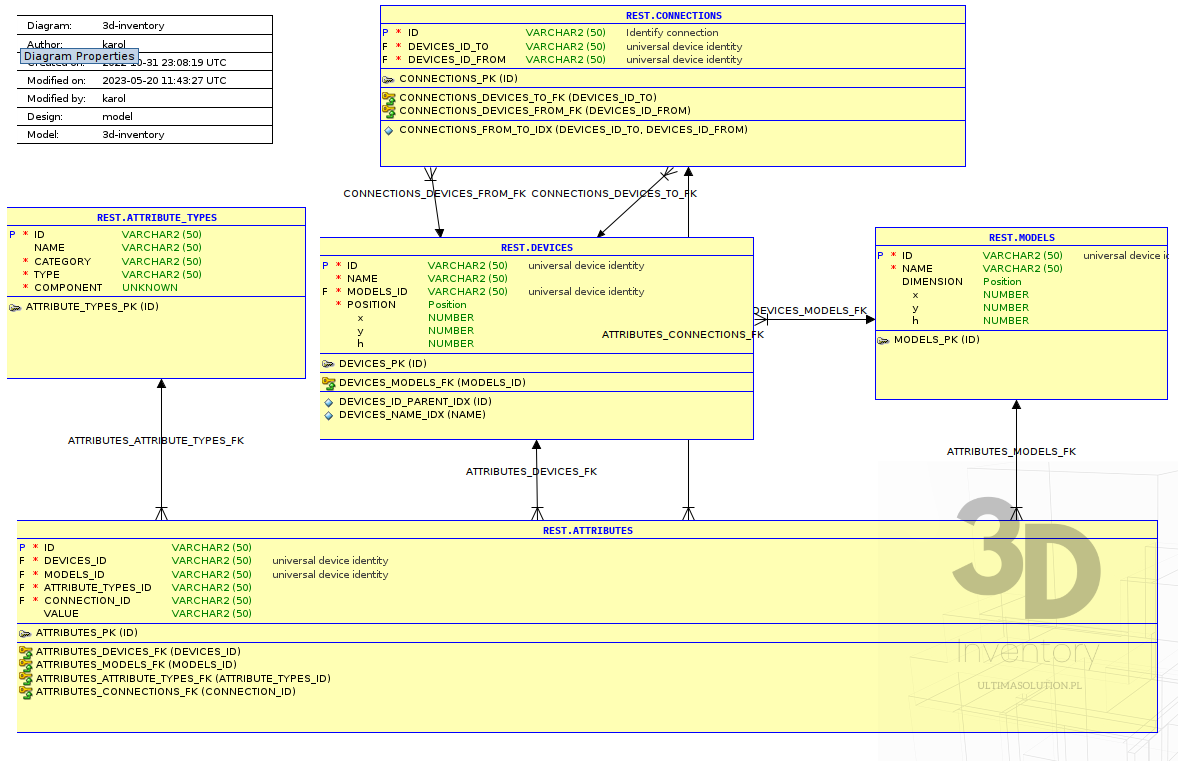 Diagram: 3d-inventory
Author: karol
Diagram Properties
Created on: 2022-10-31 23:08:19 UTC
Modified on: 2023-05-20 11:43:27 UTC
Modified by: karol
Design: model
Model: 3d-inventory
REST.CONNECTIONS
P * ID VARCHAR2 (50) Identify connection
F * DEVICES_ID_TO VARCHAR2 (50) universal device identity
F * DEVICES_ID_FROM VARCHAR2 (50) universal device identity
CONNECTIONS_PK (ID)
CONNECTIONS_DEVICES_TO_FK (DEVICES_ID_TO)
CONNECTIONS_DEVICES_FROM_FK (DEVICES_ID_FROM)
CONNECTIONS_FROM_TO_IDX (DEVICES_ID_TO, DEVICES_ID_FROM)
CONNECTIONS_DEVICES_FROM_FK CONNECTIONS_DEVICES_TO_FK
REST.ATTRIBUTE_TYPES
P * ID VARCHAR2 (50)
NAME VARCHAR2 (50)
* CATEGORY VARCHAR2 (50)
* TYPE VARCHAR2 (50)
* COMPONENT UNKNOWN
ATTRIBUTE_TYPES_PK (ID)
REST.DEVICES
P * ID VARCHAR2 (50) universal device identity
* NAME VARCHAR2 (50)
F * MODELS_ID VARCHAR2 (50) universal device identity
* POSITION Position
x NUMBER
y NUMBER
h NUMBER
DEVICES_PK (ID)
DEVICES_MODELS_FK (MODELS_ID)
DEVICES_ID_PARENT_IDX (ID)
DEVICES_NAME_IDX (NAME)
DEVICES_MODELS_FK
ATTRIBUTES_CONNECTIONS_FK
REST.MODELS
P * ID VARCHAR2 (50) universal device ic
* NAME VARCHAR2 (50)
DIMENSION Position
x NUMBER
y NUMBER
h NUMBER
MODELS_PK (ID)
ATTRIBUTES_ATTRIBUTE_TYPES_FK
ATTRIBUTES_DEVICES_FK
ATTRIBUTES_MODELS_FK
REST.ATTRIBUTES
P * ID VARCHAR2 (50)
F * DEVICES_ID VARCHAR2 (50) universal device identity
F * MODELS_ID VARCHAR2 (50) universal device identity
F * ATTRIBUTE_TYPES_ID VARCHAR2 (50)
F * CONNECTION_ID VARCHAR2 (50)
VALUE VARCHAR2 (50)
ATTRIBUTES_PK (ID)
ATTRIBUTES_DEVICES_FK (DEVICES_ID)
ATTRIBUTES_MODELS_FK (MODELS_ID)
ATTRIBUTES_ATTRIBUTE_TYPES_FK (ATTRIBUTE_TYPES_ID)
ATTRIBUTES_CONNECTIONS_FK (CONNECTION_ID)
3D
Inventory
ULTIMASOLUTION.PL